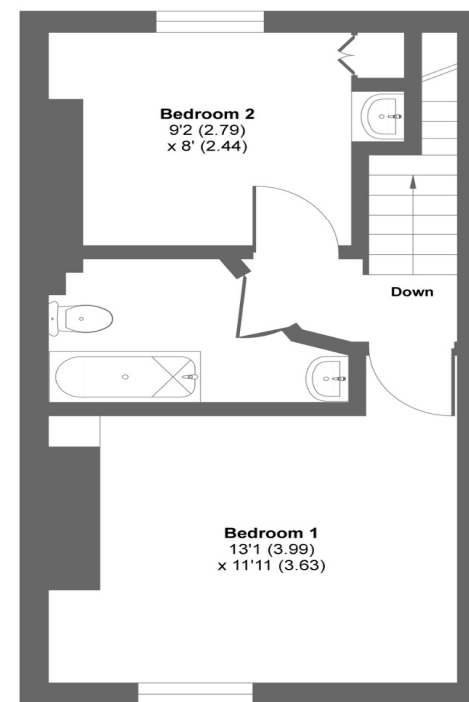 Bedroom 2
9'2 (2.79)
x 8' (2.44)
Down
Bedroom 1
13'1 (3.99)
x 11'11 (3.63)